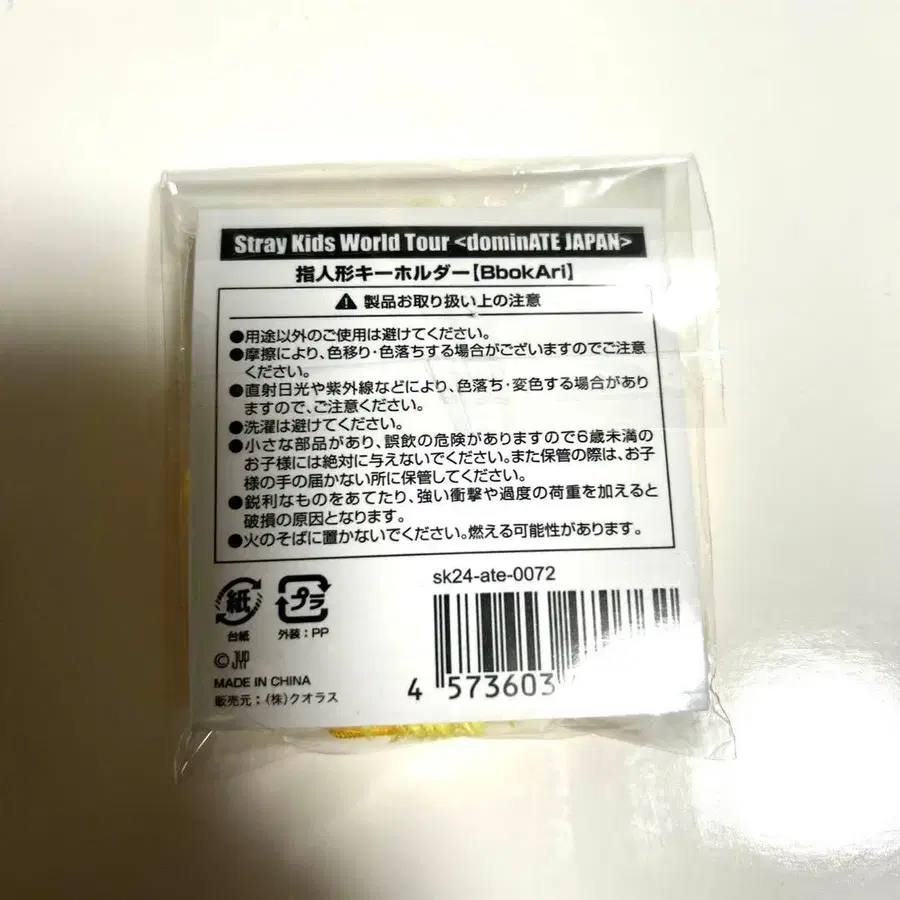 Stray Kids World Tour <dominATE JAPAN>
指人形キーホルダー【BbokAri】
製品お取り扱い上の注意
●用途以外のご使用は避けてください。
●摩擦により、色移り・色落ちする場合がございますのでご注意
ください。
●直射日光や紫外線などにより、色落ち・変色する場合があり
ますので、ご注意ください。
●洗濯は避けてください。
●小さな部品があり、誤飲の危険がありますので6歳未満の
お子様には絶対に与えないでください。また保管の際は、お子
様の手の届かない所に保管してください。
●鋭利なものをあてたり、強い衝撃や過度の荷重を加えると
破損の原因となります。
●火のそばに置かないでください。燃える可能性があります。
sk24-ate-0072
紙
プラ
台紙
外装:PP
©JYP
MADE IN CHINA
販売元:(株)クオラス
4 573603